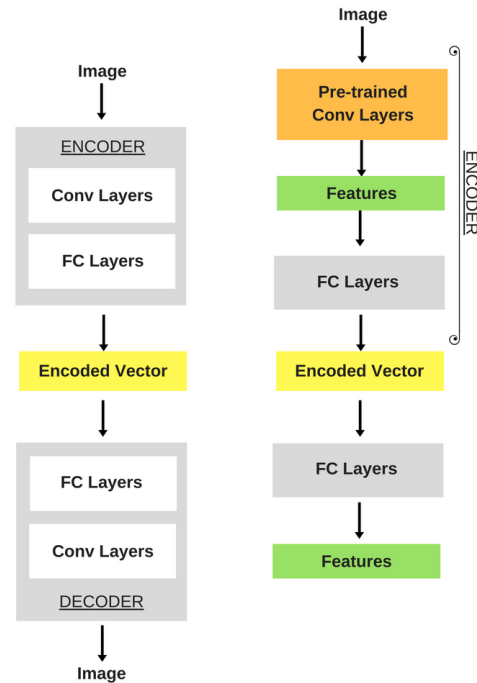 Image
ENCODER
Conv Layers
FC Layers
Encoded Vector
FC Layers
Conv Layers
DECODER
Image
Image
Pre-trained
Conv Layers
Features
FC Layers
ENCODER
Encoded Vector
FC Layers
Features